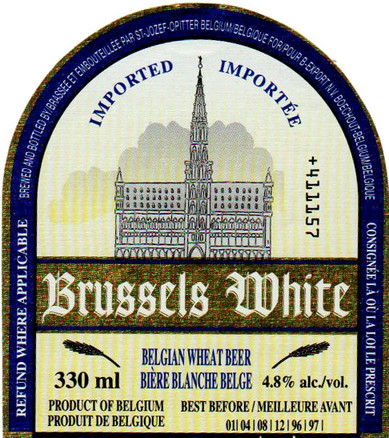 BREWED AND BOTTLED BY/BRASSÉE ET EMBOUTEILLÉE PAR ST-JOZEF-OPITTER BELGIUM/BELGIQUE FOR/POUR B-EXPORT N.V. BOECHOUT-BELGIUM/BELGIQUE
IMPORTED
IMPORTÉE
+411157
REFUND WHERE APPLICABLE
CONSIGNÉE LÀ OÙ LA LOI LE PRESCRIT
Brussels White
BELGIAN WHEAT BEER
330 ml
BIÈRE BLANCHE BELGE
4.8% alc./vol.
PRODUCT OF BELGIUM
BEST BEFORE / MEILLEURE AVANT
PRODUIT DE BELGIQUE
01| 04 | 08 | 12 | 96 | 97 |